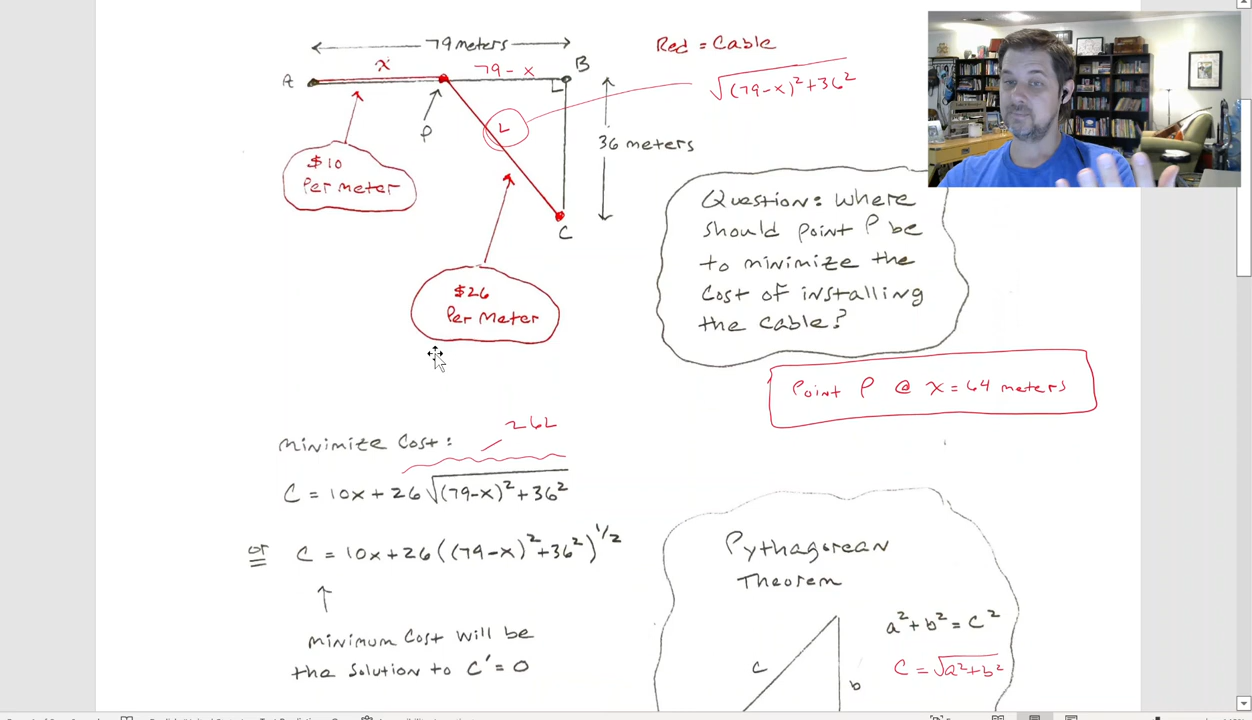 79 meters
Red = Cable
A
x
79 - x
B
√(79-x)²+36²
P
L
36 meters
$10
Per meter
C
$26
Per Meter
Question: Where
should point P be
to minimize the
Cost of installing
the cable?
Point P @ x = 64 meters
Minimize Cost:
26L
C = 10x + 26√(79-x)²+36²
or C = 10x + 26((79-x)²+36²)^1/2
Minimum Cost will be
the Solution to C' = 0
Pythagorean
Theorem
a²+b²=c²
C = √a²+b²
c
b